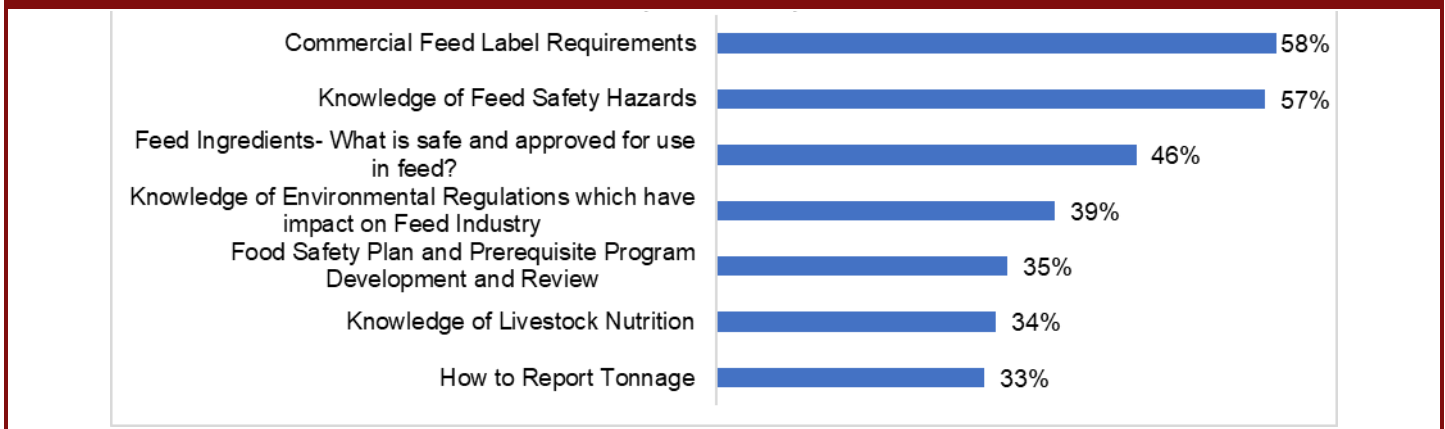 Commercial Feed Label Requirements
58%
Knowledge of Feed Safety Hazards
57%
Feed Ingredients- What is safe and approved for use
in feed?
46%
Knowledge of Environmental Regulations which have
impact on Feed Industry
39%
Food Safety Plan and Prerequisite Program
Development and Review
35%
Knowledge of Livestock Nutrition
34%
How to Report Tonnage
33%